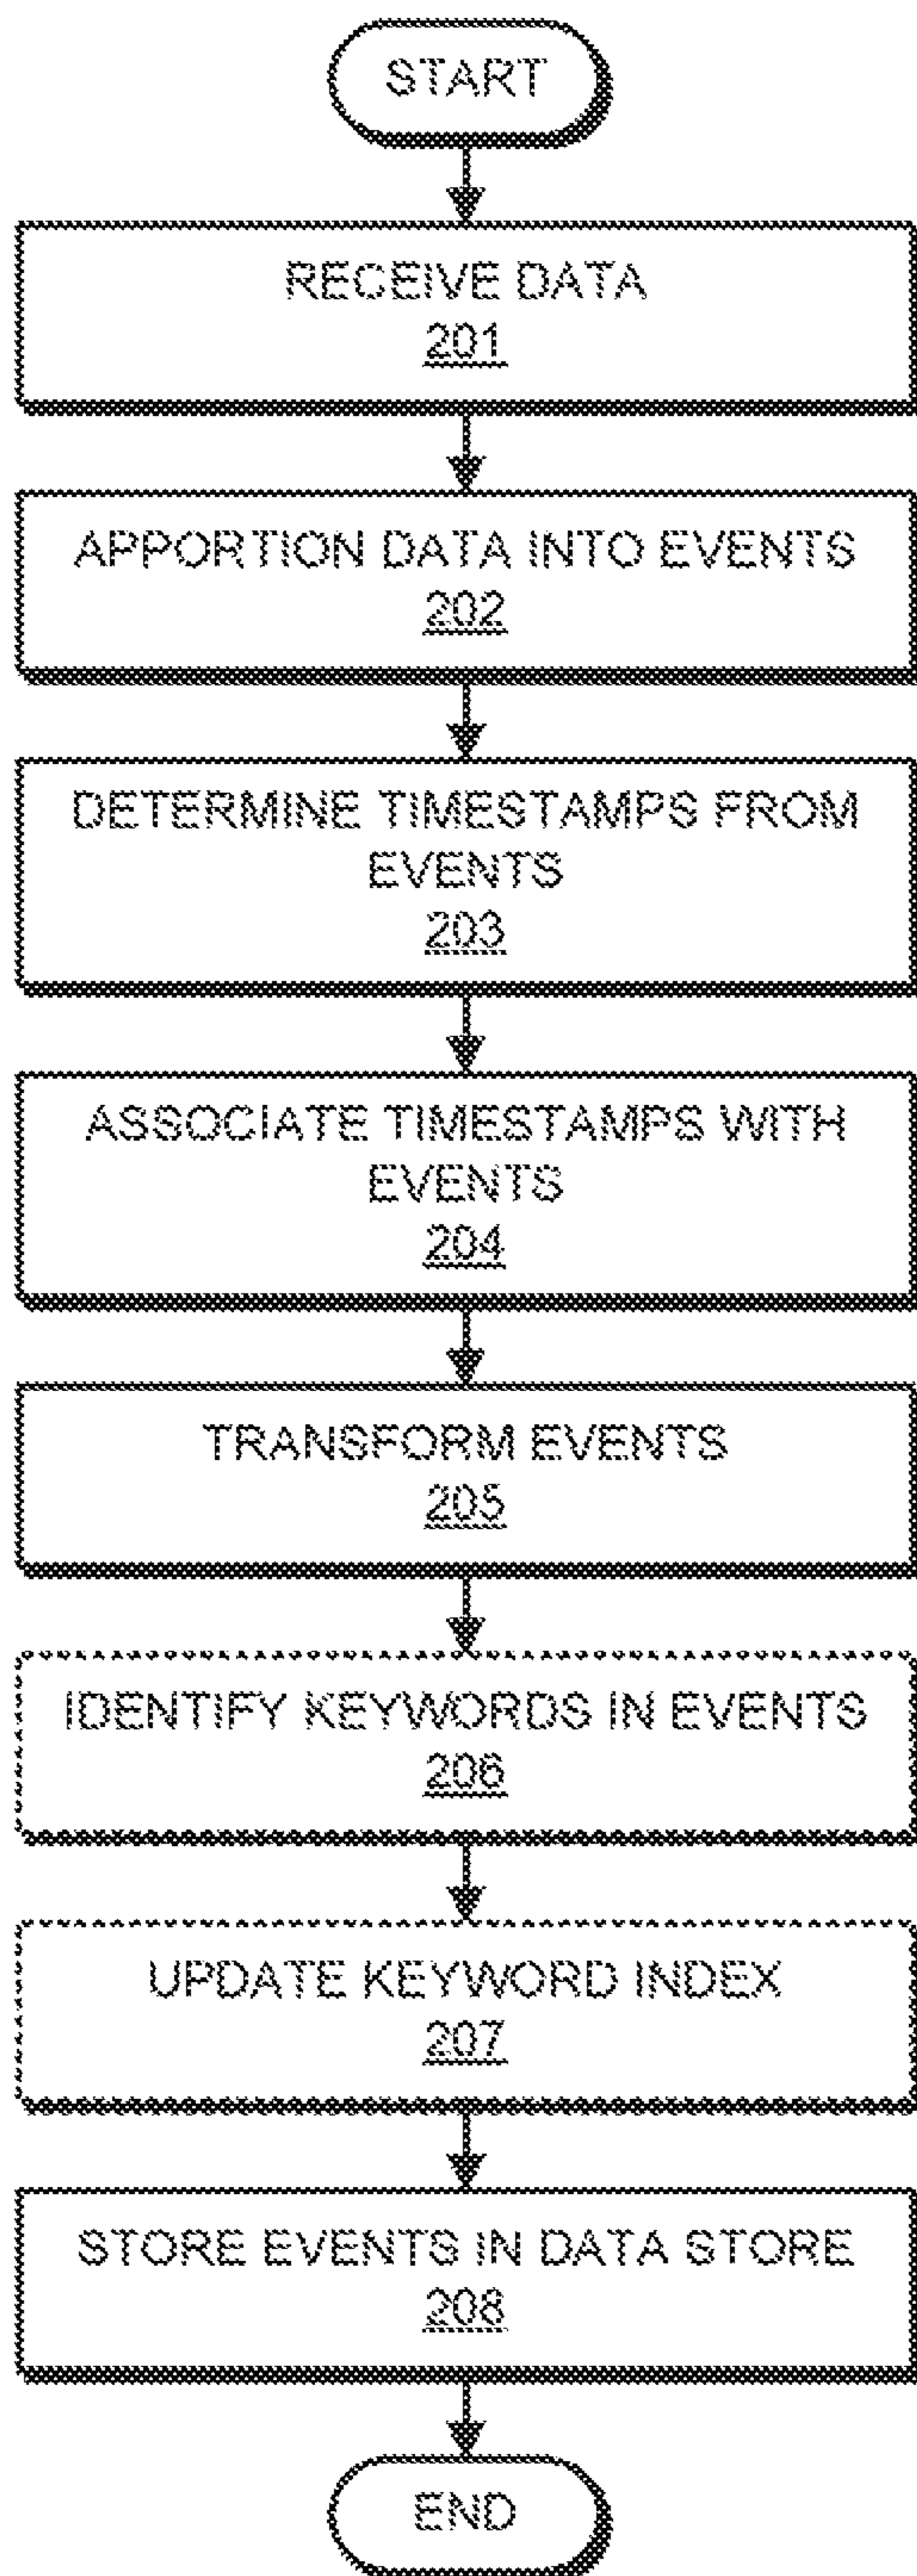 START
RECEIVE DATA
201
APPORTION DATA INTO EVENTS
202
DETERMINE TIMESTAMPS FROM
EVENTS
203
ASSOCIATE TIMESTAMPS WITH
EVENTS
204
TRANSFORM EVENTS
205
IDENTIFY KEYWORDS IN EVENTS
206
UPDATE KEYWORD INDEX
207
STORE EVENTS IN DATA STORE
208
END